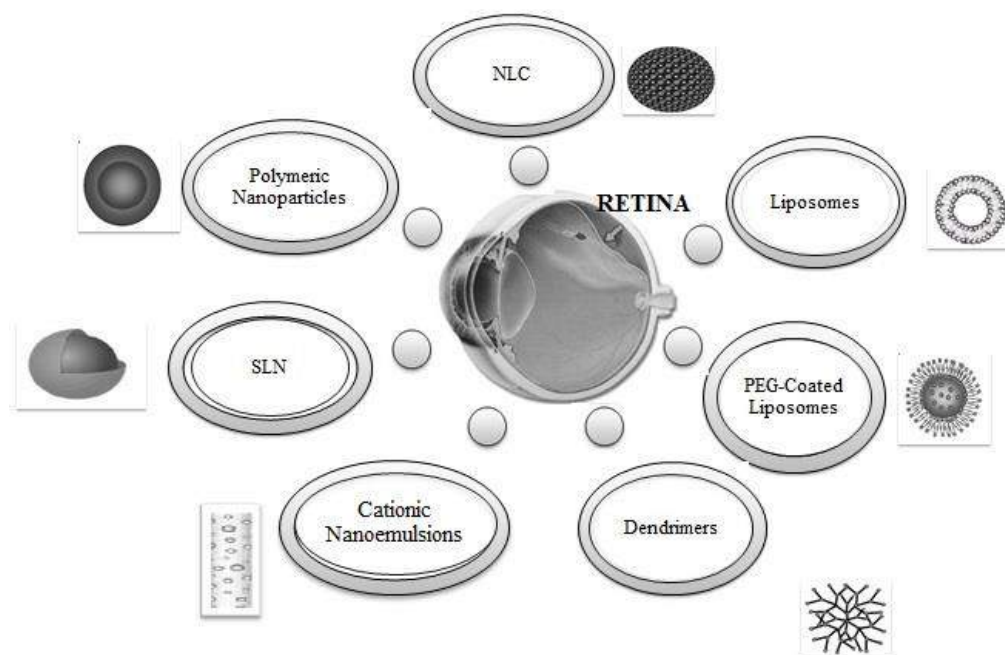 NLC
Polymeric
Nanoparticles
RETINA
Liposomes
SLN
PEG-Coated
Liposomes
Cationic
Nanoemulsions
Dendrimers